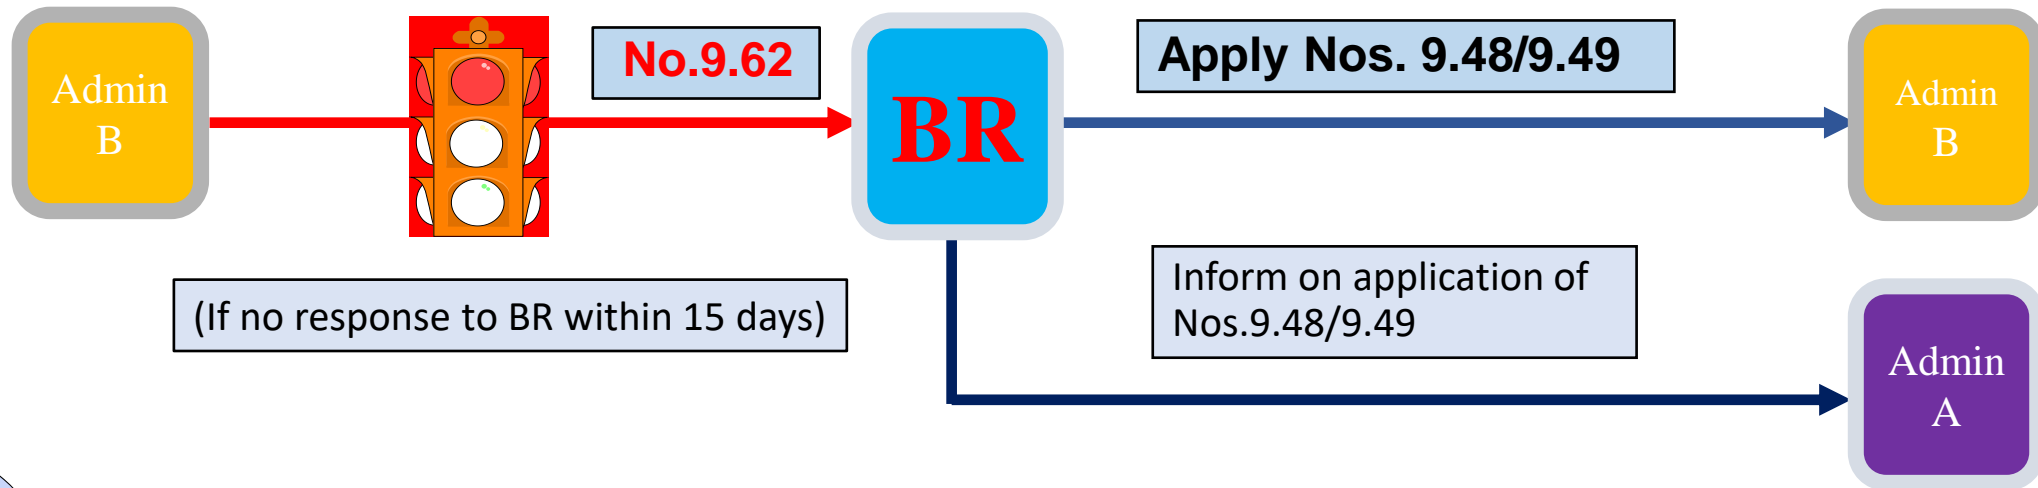 Admin
B
No.9.62
BR
Apply Nos. 9.48/9.49
Admin
B
(If no response to BR within 15 days)
Inform on application of
Nos.9.48/9.49
Admin
A